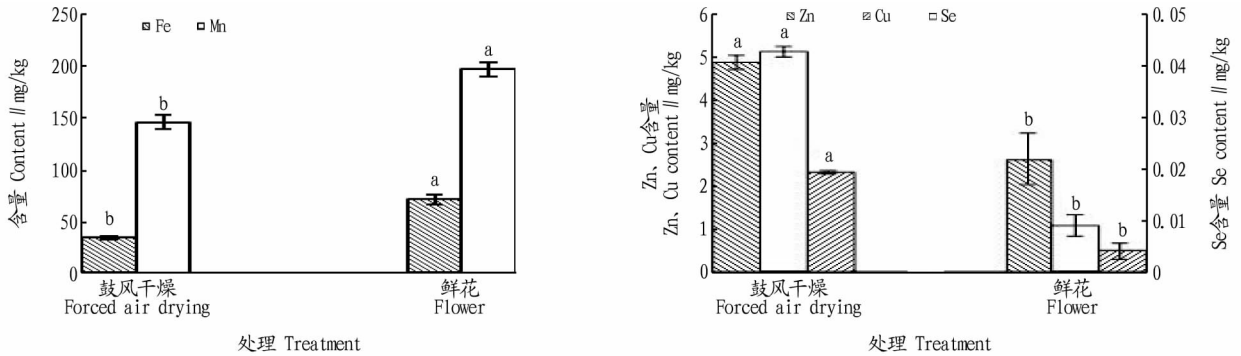 250
200
150
100
50
0
含量 Content∥mg/kg
Fe Mn
b
b
a
a
鼓风干燥
Forced air drying
鲜花
Flower
处理 Treatment
6
5
4
3
2
1
0
Zn、Cu含量
Zn、Cu content∥mg/kg
Zn Cu Se
a
a
a
b
b
b
0.05
0.04
0.03
0.02
0.01
0
Se含量 Se content∥mg/kg
鼓风干燥
Forced air drying
鲜花
Flower
处理 Treatment